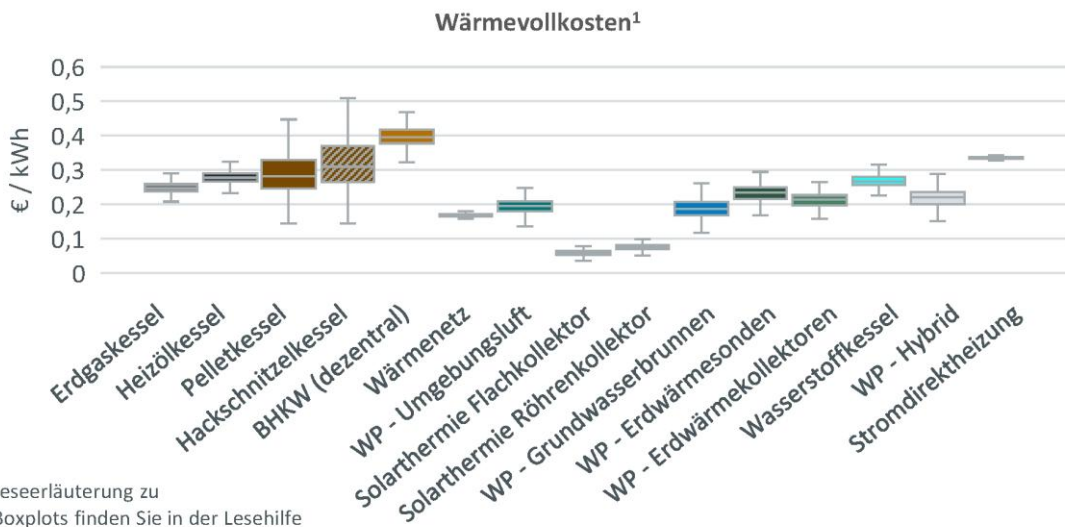 Wärmevollkosten¹
€ / kWh
0,6
0,5
0,4
0,3
0,2
0,1
0
Erdgaskessel
Heizölkessel
Pelletkessel
Hackschnitzelkessel
BHKW (dezentral)
Wärmenetz
WP - Umgebungsluft
Solarthermie Flachkollektor
Solarthermie Röhrenkollektor
WP - Grundwasserbrunnen
WP - Erdwärmesonden
WP - Erdwärmekollektoren
Wasserstoffkessel
WP - Hybrid
Stromdirektheizung
eseerläuterung zu
Boxplots finden Sie in der Lesehilfe